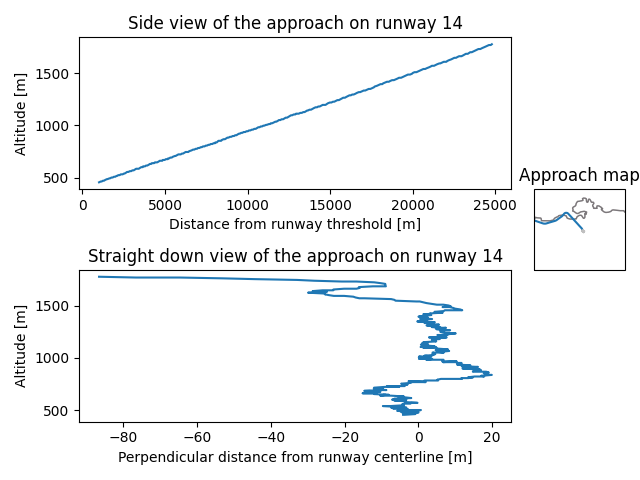 Side view of the approach on runway 14
Altitude [m]
1500
1000
500
0 5000 10000 15000 20000 25000
Distance from runway threshold [m]
Approach map
Straight down view of the approach on runway 14
Altitude [m]
1500
1000
500
−80 −60 −40 −20 0 20
Perpendicular distance from runway centerline [m]